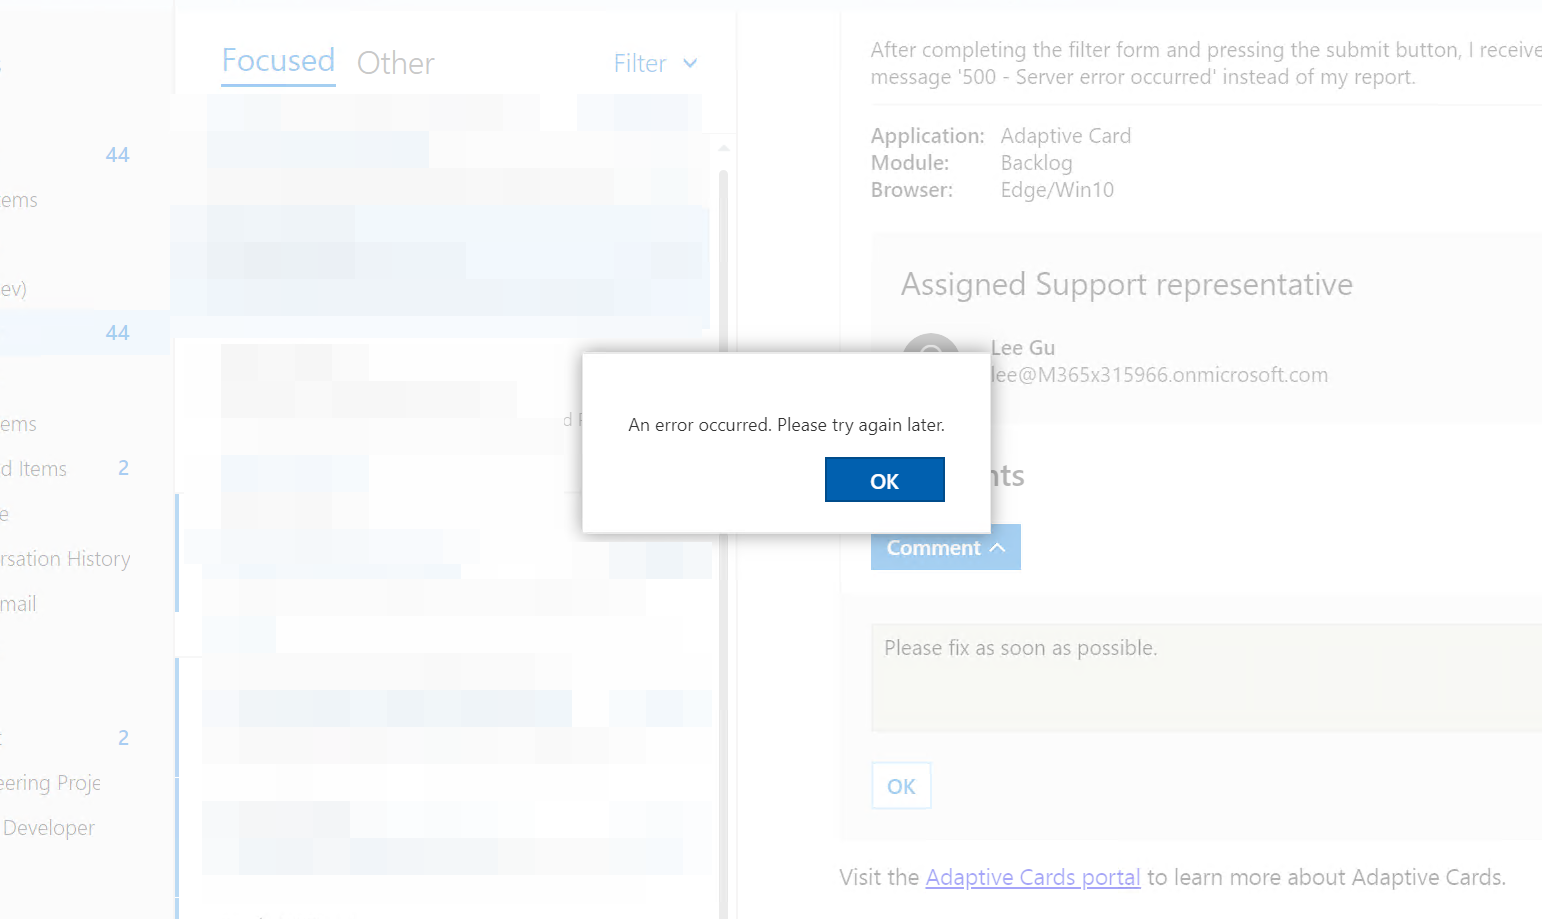 Focused Other Filter
44
ems
ev)
44
ems
d Items 2
e
rsation History
mail
2
eering Proje
Developer
After completing the filter form and pressing the submit button, I receive
message '500 - Server error occurred' instead of my report.
Application: Adaptive Card
Module: Backlog
Browser: Edge/Win10
Assigned Support representative
Lee Gu
lee@M365x315966.onmicrosoft.com
An error occurred. Please try again later.
OK
nts
Comment
Please fix as soon as possible.
OK
Visit the Adaptive Cards portal to learn more about Adaptive Cards.